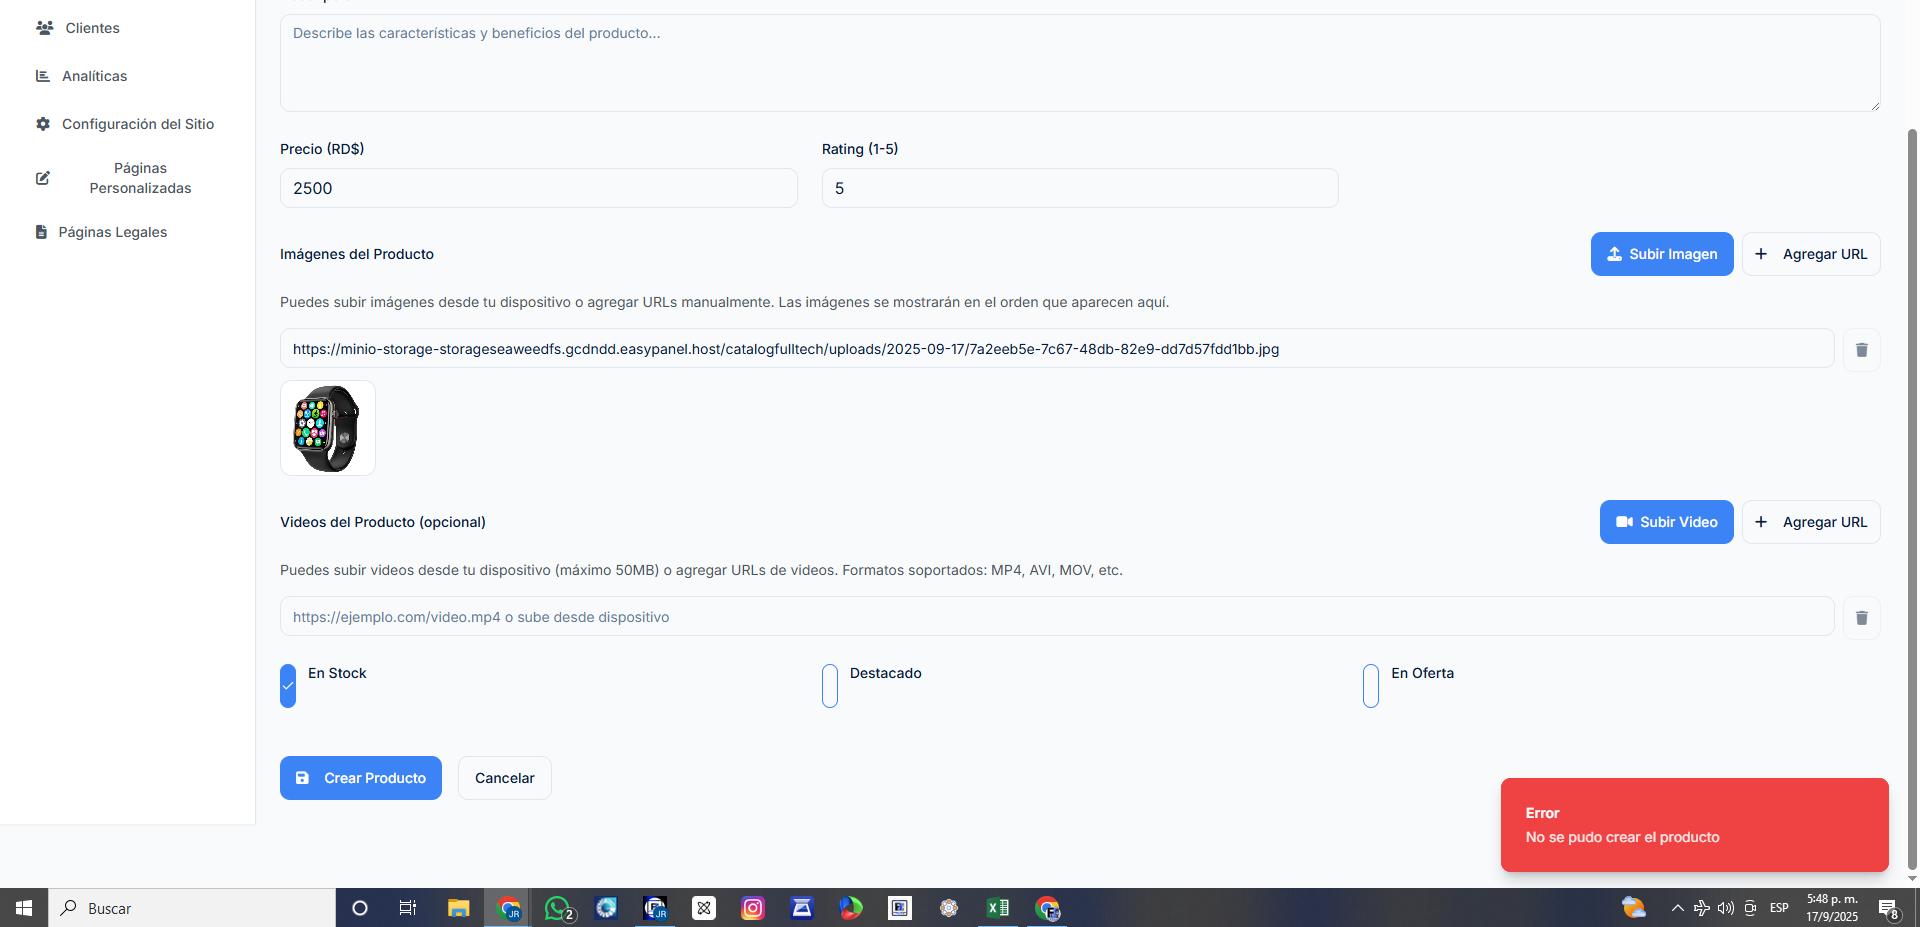 Clientes
Analíticas
Configuración del Sitio
Páginas
Personalizadas
Páginas Legales
Describe las características y beneficios del producto...
Precio (RD$)
Rating (1-5)
2500
5
Imágenes del Producto
Subir Imagen
Agregar URL
Puedes subir imágenes desde tu dispositivo o agregar URLs manualmente. Las imágenes se mostrarán en el orden que aparecen aquí.
https://minio-storage-storageseaweedfs.gcdndd.easypanel.host/catalogfulltech/uploads/2025-09-17/7a2eeb5e-7c67-48db-82e9-dd7d57fdd1bb.jpg
Videos del Producto (opcional)
Subir Video
Agregar URL
Puedes subir videos desde tu dispositivo (máximo 50MB) o agregar URLs de videos. Formatos soportados: MP4, AVI, MOV, etc.
https://ejemplo.com/video.mp4 o sube desde dispositivo
En Stock
Destacado
En Oferta
Crear Producto
Cancelar
Error
No se pudo crear el producto
Buscar
JR
2
JR
ESP
5:48 p. m.
17/9/2025
8